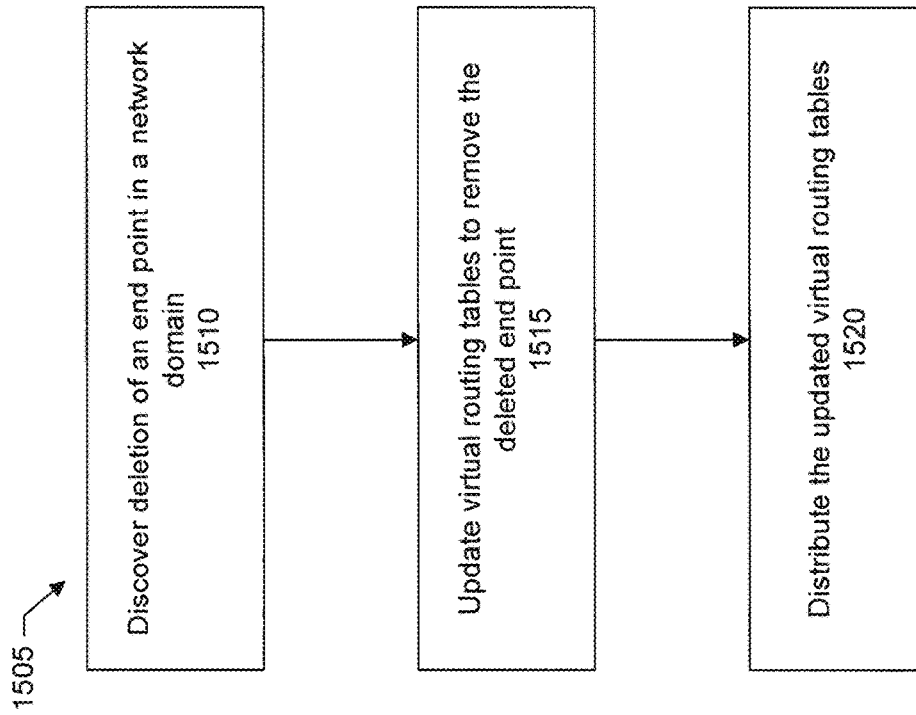 1505
Discover deletion of an end point in a network
domain
1510
Update virtual routing tables to remove the
deleted end point
1515
Distribute the updated virtual routing tables
1520